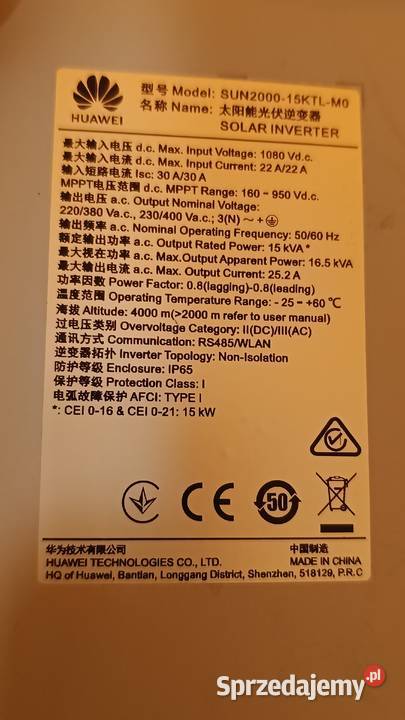 HUAWEI
型号 Model: SUN2000-15KTL-M0
名称 Name: 太阳能光伏逆变器
SOLAR INVERTER
最大输入电压 d.c. Max. Input Voltage: 1080 Vd.c.
最大输入电流 d.c. Max. Input Current: 22 A/22 A
输入短路电流 Isc: 30 A/30 A
MPPT电压范围 d.c. MPPT Range: 160 – 950 Vd.c.
输出电压 a.c. Output Nominal Voltage:
220/380 Va.c., 230/400 Va.c.; 3(N) ~ + ⏚
输出频率 a.c. Nominal Operating Frequency: 50/60 Hz
额定输出功率 a.c. Output Rated Power: 15 kVA *
最大视在功率 a.c. Max.Output Apparent Power: 16.5 kVA
最大输出电流 a.c. Max. Output Current: 25.2 A
功率因数 Power Factor: 0.8(lagging)-0.8(leading)
温度范围 Operating Temperature Range: - 25 – +60 ℃
海拔 Altitude: 4000 m (>2000 m refer to user manual)
过电压类别 Overvoltage Category: II(DC)/III(AC)
通讯方式 Communication: RS485/WLAN
逆变器拓扑 Inverter Topology: Non-Isolation
防护等级 Enclosure: IP65
保护等级 Protection Class: I
电弧故障保护 AFCI: TYPE I
*: CEI 0-16 & CEI 0-21: 15 kW
CE 50
华为技术有限公司 中国制造
HUAWEI TECHNOLOGIES CO., LTD. MADE IN CHINA
HQ of Huawei, Bantian, Longgang District, Shenzhen, 518129, P.R.C
Sprzedajemy.pl